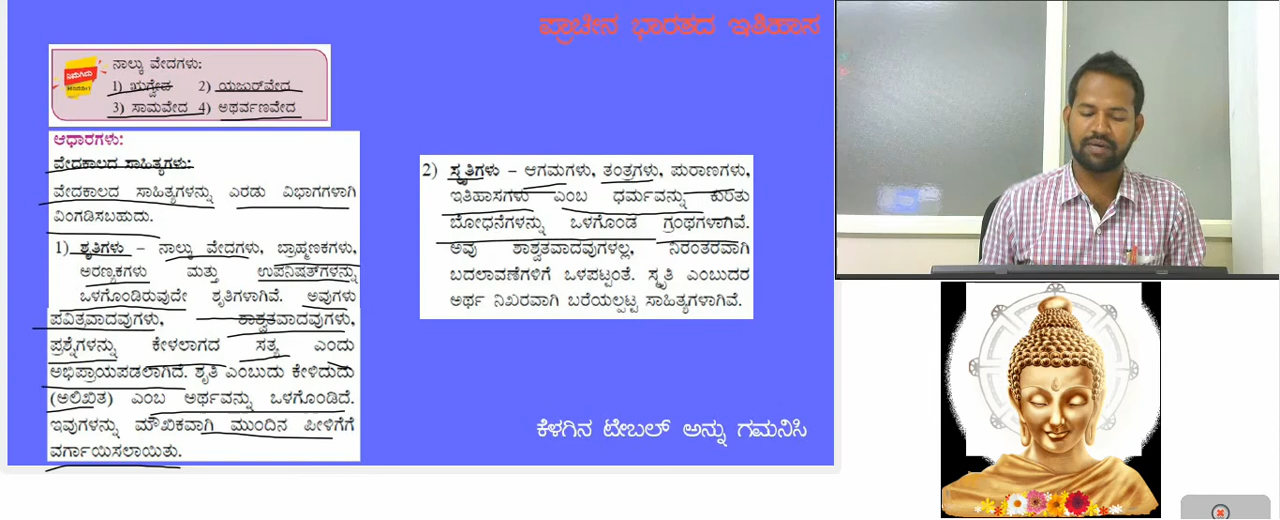 ಪ್ರಾಚೀನ ಭಾರತದ ಇತಿಹಾಸ
ನಾಲ್ಕು ವೇದಗಳು:
1) ಋಗ್ವೇದ 2) ಯಜುರ್‌ವೇದ
3) ಸಾಮವೇದ 4) ಅಥರ್ವಣವೇದ
ಆಧಾರಗಳು:
ವೇದಕಾಲದ ಸಾಹಿತ್ಯಗಳು:
ವೇದಕಾಲದ ಸಾಹಿತ್ಯಗಳನ್ನು ಎರಡು ವಿಭಾಗಗಳಾಗಿ
ವಿಂಗಡಿಸಬಹುದು.
1) ಶೃತಿಗಳು – ನಾಲ್ಕು ವೇದಗಳು, ಬ್ರಾಹ್ಮಣಕಗಳು,
ಅರಣ್ಯಕಗಳು ಮತ್ತು ಉಪನಿಷತ್‌ಗಳನ್ನು
ಒಳಗೊಂಡಿರುವುದೇ ಶೃತಿಗಳಾಗಿವೆ. ಅವುಗಳು
ಪವಿತ್ರವಾದವುಗಳು, ಶಾಶ್ವತವಾದವುಗಳು,
ಪ್ರಶ್ನೆಗಳನ್ನು ಕೇಳಲಾಗದ ಸತ್ಯ ಎಂದು
ಅಭಿಪ್ರಾಯಪಡಲಾಗಿದೆ. ಶೃತಿ ಎಂಬುದು ಕೇಳಿದುದು
(ಅಲಿಖಿತ) ಎಂಬ ಅರ್ಥವನ್ನು ಒಳಗೊಂಡಿದೆ.
ಇವುಗಳನ್ನು ಮೌಖಿಕವಾಗಿ ಮುಂದಿನ ಪೀಳಿಗೆಗೆ
ವರ್ಗಾಯಿಸಲಾಯಿತು.
2) ಸ್ಮೃತಿಗಳು – ಆಗಮಗಳು, ತಂತ್ರಗಳು, ಪುರಾಣಗಳು,
ಇತಿಹಾಸಗಳು ಎಂಬ ಧರ್ಮವನ್ನು ಕುರಿತು
ಬೋಧನೆಗಳನ್ನು ಒಳಗೊಂಡ ಗ್ರಂಥಗಳಾಗಿವೆ.
ಅವು ಶಾಶ್ವತವಾದವುಗಳಲ್ಲ, ನಿರಂತರವಾಗಿ
ಬದಲಾವಣೆಗಳಿಗೆ ಒಳಪಟ್ಟಂತೆ. ಸ್ಮೃತಿ ಎಂಬುದರ
ಅರ್ಥ ನಿಖರವಾಗಿ ಬರೆಯಲ್ಪಟ್ಟ ಸಾಹಿತ್ಯಗಳಾಗಿವೆ.
ಕೆಳಗಿನ ಟೇಬಲ್ ಅನ್ನು ಗಮನಿಸಿ